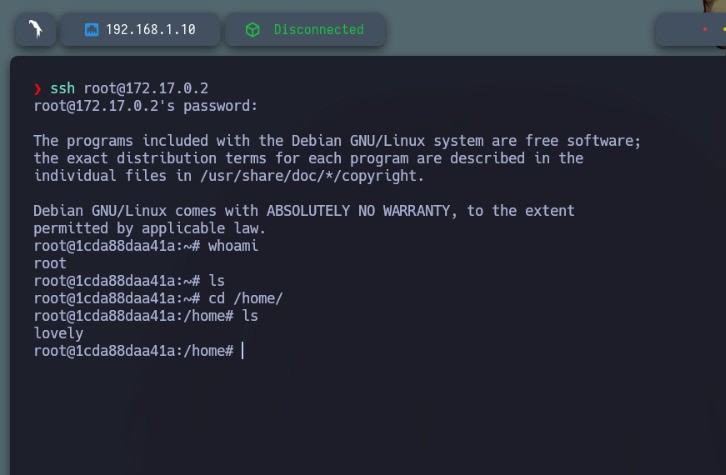 192.168.1.10
Disconnected
❯ ssh root@172.17.0.2
root@172.17.0.2's password:
The programs included with the Debian GNU/Linux system are free software;
the exact distribution terms for each program are described in the
individual files in /usr/share/doc/*/copyright.
Debian GNU/Linux comes with ABSOLUTELY NO WARRANTY, to the extent
permitted by applicable law.
root@1cda88daa41a:~# whoami
root
root@1cda88daa41a:~# ls
root@1cda88daa41a:~# cd /home/
root@1cda88daa41a:/home# ls
lovely
root@1cda88daa41a:/home#